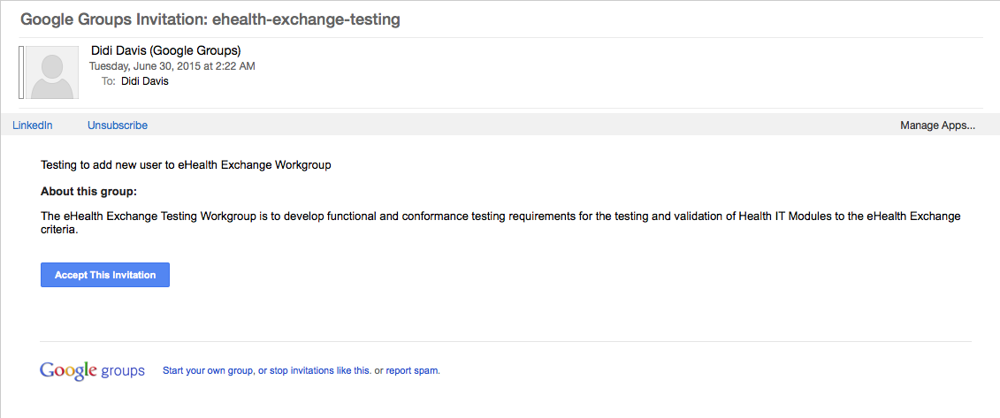 Google Groups Invitation: ehealth-exchange-testing
Didi Davis (Google Groups)
Tuesday, June 30, 2015 at 2:22 AM
To: Didi Davis
LinkedIn Unsubscribe Manage Apps...
Testing to add new user to eHealth Exchange Workgroup
About this group:
The eHealth Exchange Testing Workgroup is to develop functional and conformance testing requirements for the testing and validation of Health IT Modules to the eHealth Exchange
criteria.
Accept This Invitation
Google groups Start your own group, or stop invitations like this. or report spam.